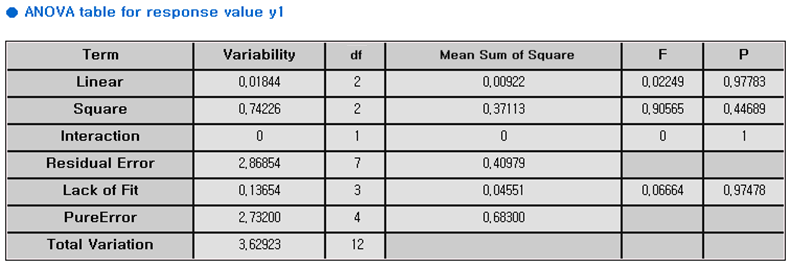 ANOVA table for response value y1
Term Variability df Mean Sum of Square F P
Linear 0,01844 2 0,00922 0,02249 0,97783
Square 0,74226 2 0,37113 0,90565 0,44689
Interaction 0 1 0 0 1
Residual Error 2,86854 7 0,40979
Lack of Fit 0,13654 3 0,04551 0,06664 0,97478
PureError 2,73200 4 0,68300
Total Variation 3,62923 12